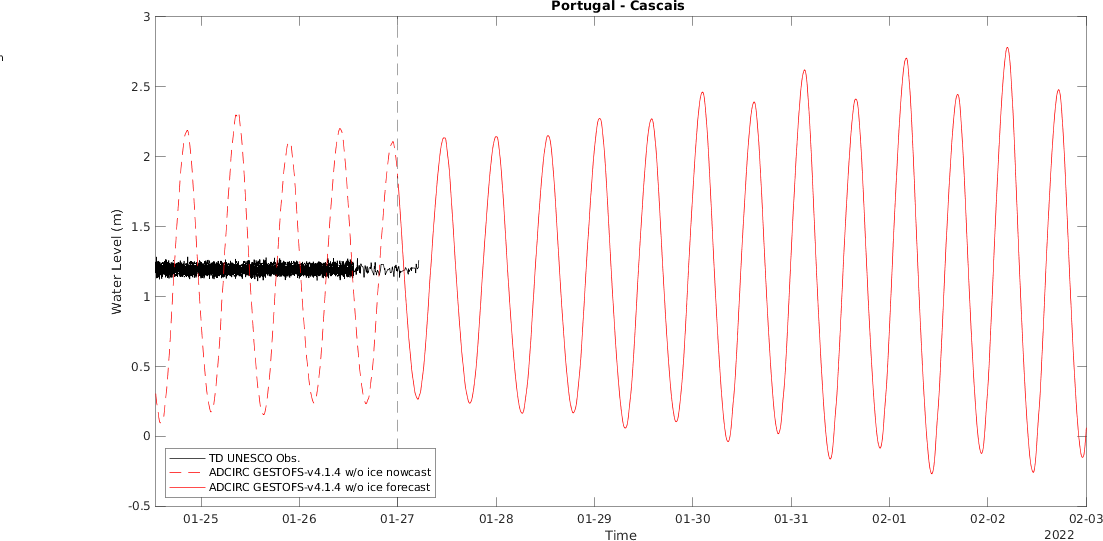 Portugal - Cascais
n
Water Level (m)
3
2.5
2
1.5
1
0.5
0
-0.5
TD UNESCO Obs.
ADCIRC GESTOFS-v4.1.4 w/o ice nowcast
ADCIRC GESTOFS-v4.1.4 w/o ice forecast
01-25 01-26 01-27 01-28 01-29 01-30 01-31 02-01 02-02 02-03
Time
2022